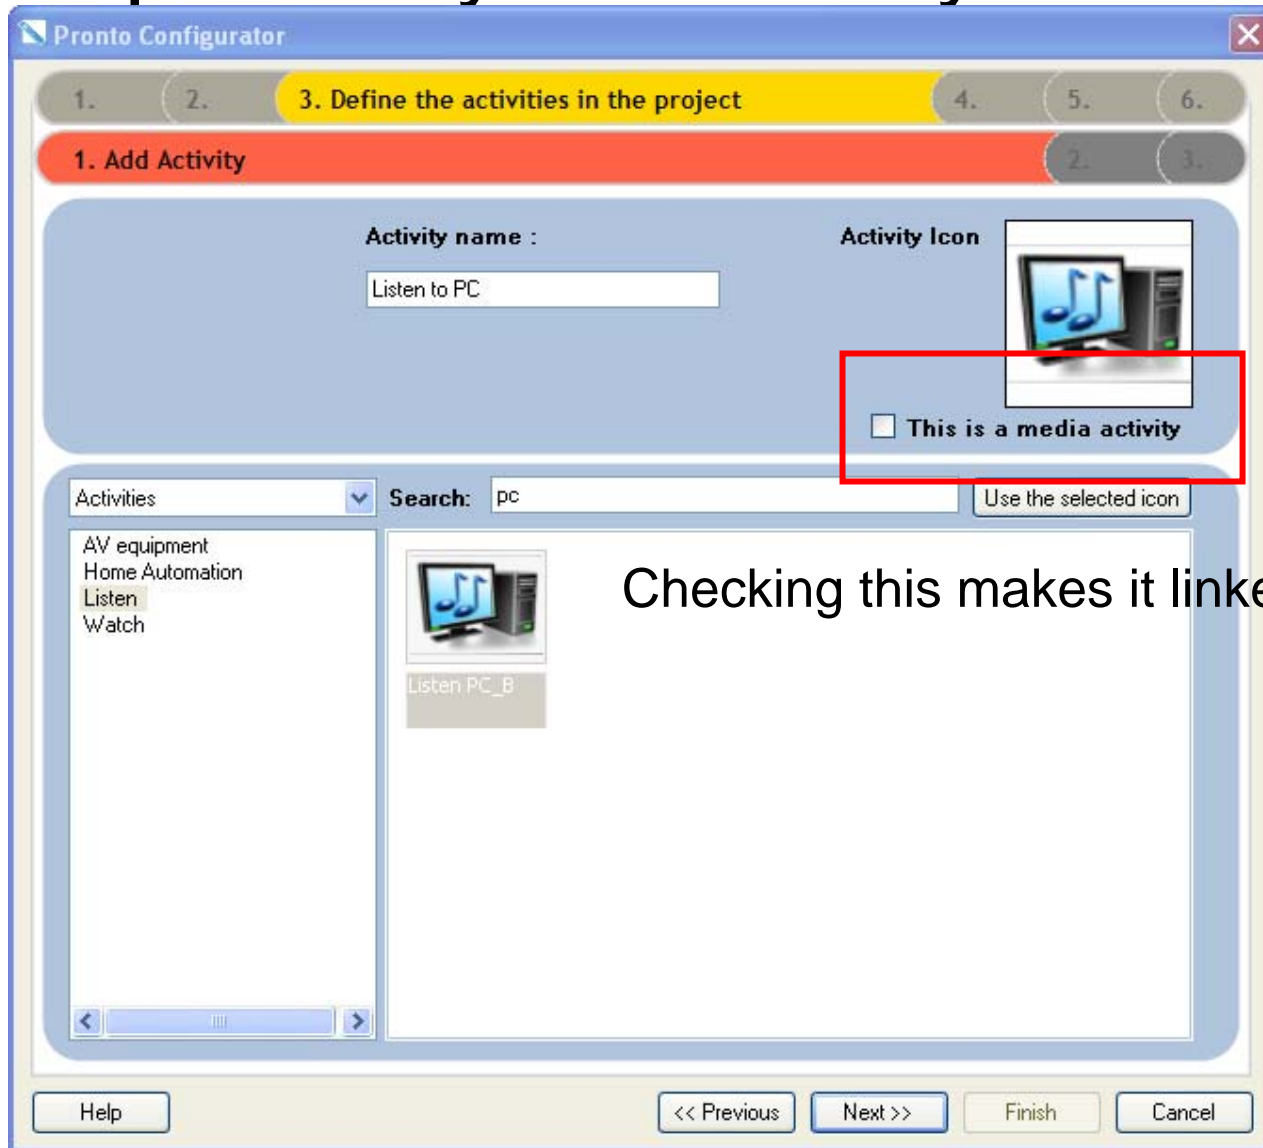 Pronto Configurator
1. 2. 3. Define the activities in the project 4. 5. 6.
1. Add Activity 2. 3.
Activity name :
Activity Icon
Listen to PC
This is a media activity
Activities
Search: pc
Use the selected icon
AV equipment
Home Automation
Listen
Watch
Listen PC_B
Checking this makes it linke
Help
<< Previous
Next >>
Finish
Cancel